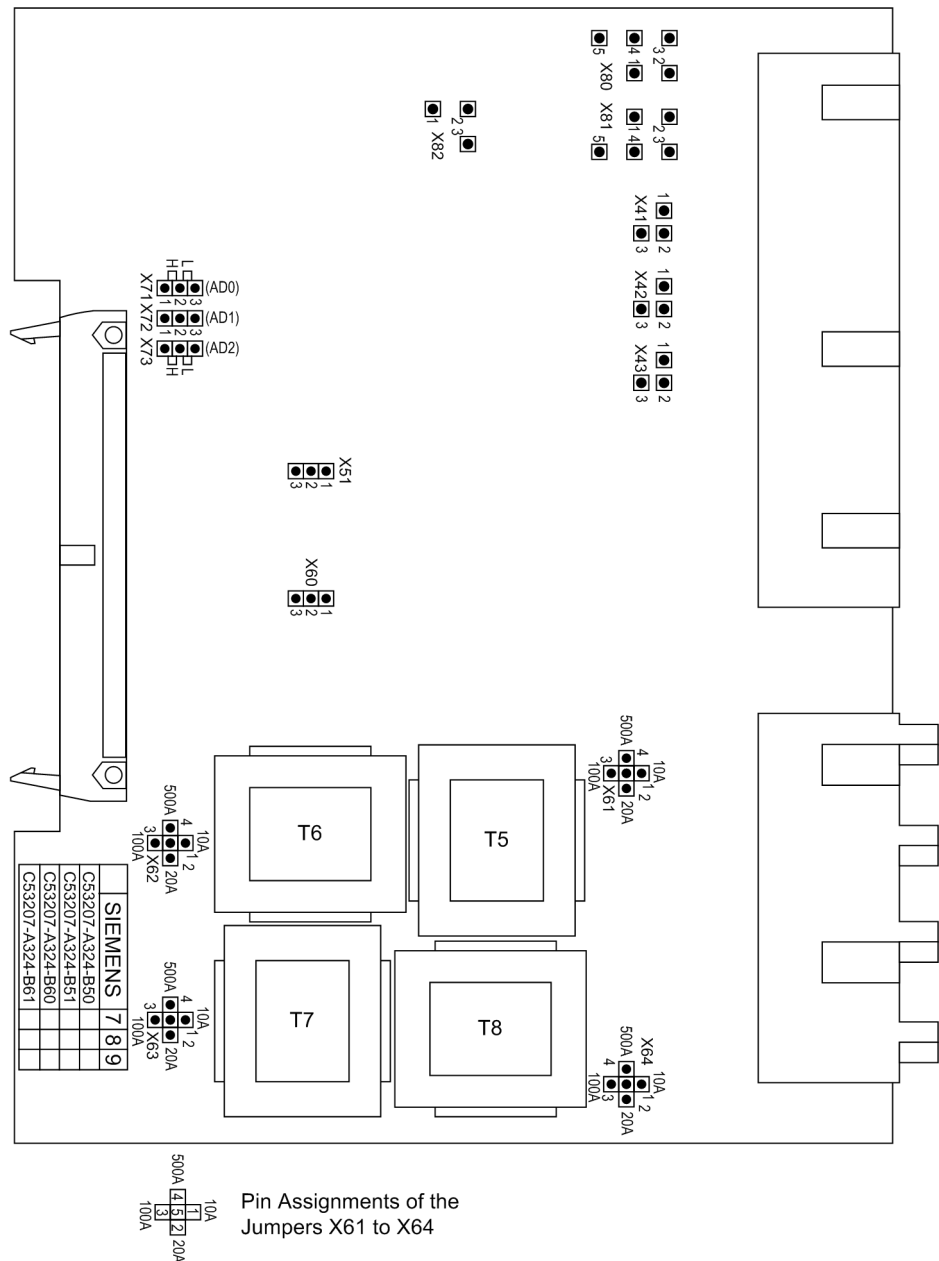 5
4
3
1
2
X80
1
2
3
X82
X81
1
2
5
4
3
X41
1
3
2
X42
1
3
2
X43
1
3
2
H
L
X71
1
2
3
(AD0)
X72
(AD1)
1
2
3
X73
(AD2)
H
L
X51
3
2
1
X60
3
2
1
500A
4
10A
3
1
2
100A
X61
20A
T6
T5
500A
4
10A
3
1
2
100A
X62
20A
SIEMENS
7
8
9
C53207-A324-B50
C53207-A324-B51
C53207-A324-B60
C53207-A324-B61
500A
4
10A
3
1
2
100A
X63
20A
T7
T8
X64
500A
10A
4
1
2
100A
3
20A
500A
4
10A
3
5
1
100A
2
20A
Pin Assignments of the
Jumpers X61 to X64